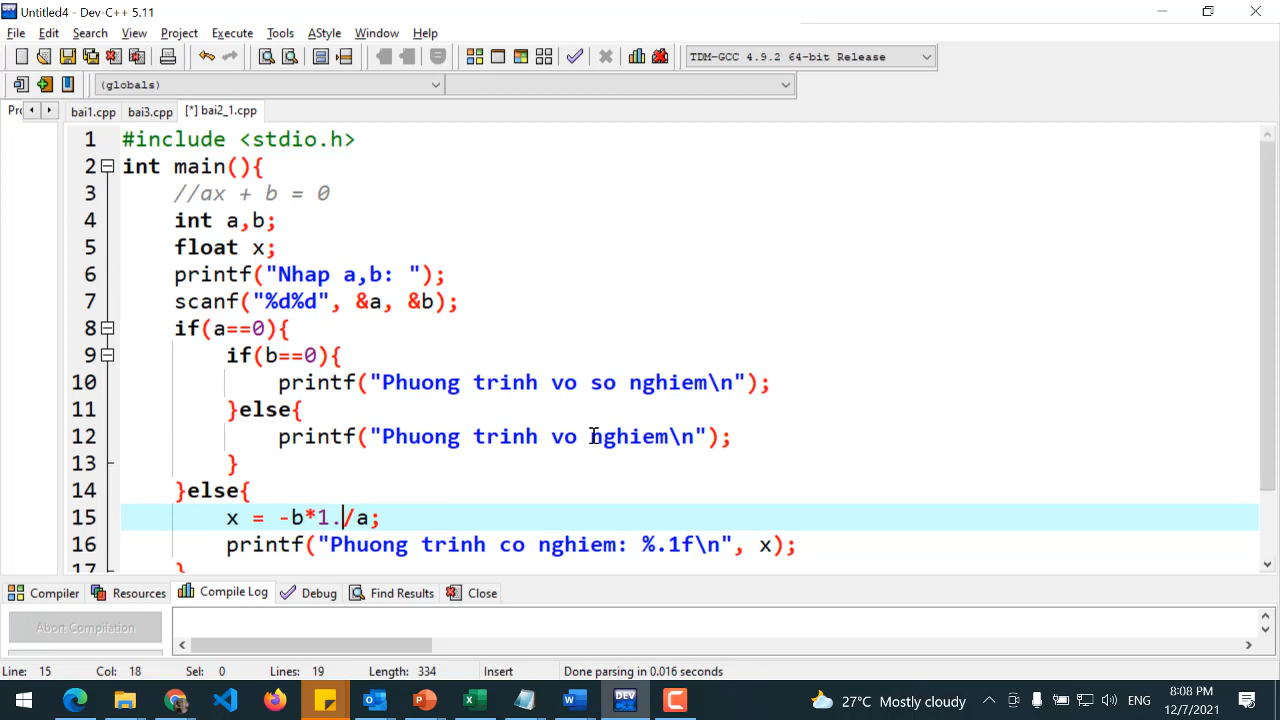 Untitled4 - Dev-C++ 5.11
File Edit Search View Project Execute Tools AStyle Window Help
TDM-GCC 4.9.2 64-bit Release
(globals)
Pr bai1.cpp bai3.cpp [*] bai2_1.cpp
1 #include <stdio.h>
2 int main(){
3 //ax + b = 0
4 int a,b;
5 float x;
6 printf("Nhap a,b: ");
7 scanf("%d%d", &a, &b);
8 if(a==0){
9 if(b==0){
10 printf("Phuong trinh vo so nghiem\n");
11 }else{
12 printf("Phuong trinh vo nghiem\n");
13 }
14 }else{
15 x = -b*1./a;
16 printf("Phuong trinh co nghiem: %.1f\n", x);
17 }
Compiler Resources Compile Log Debug Find Results Close
Abort Compilation
Line: 15 Col: 18 Sel: 0 Lines: 19 Length: 334 Insert Done parsing in 0.016 seconds
DEV C++ 27°C Mostly cloudy ENG 8:08 PM
12/7/2021